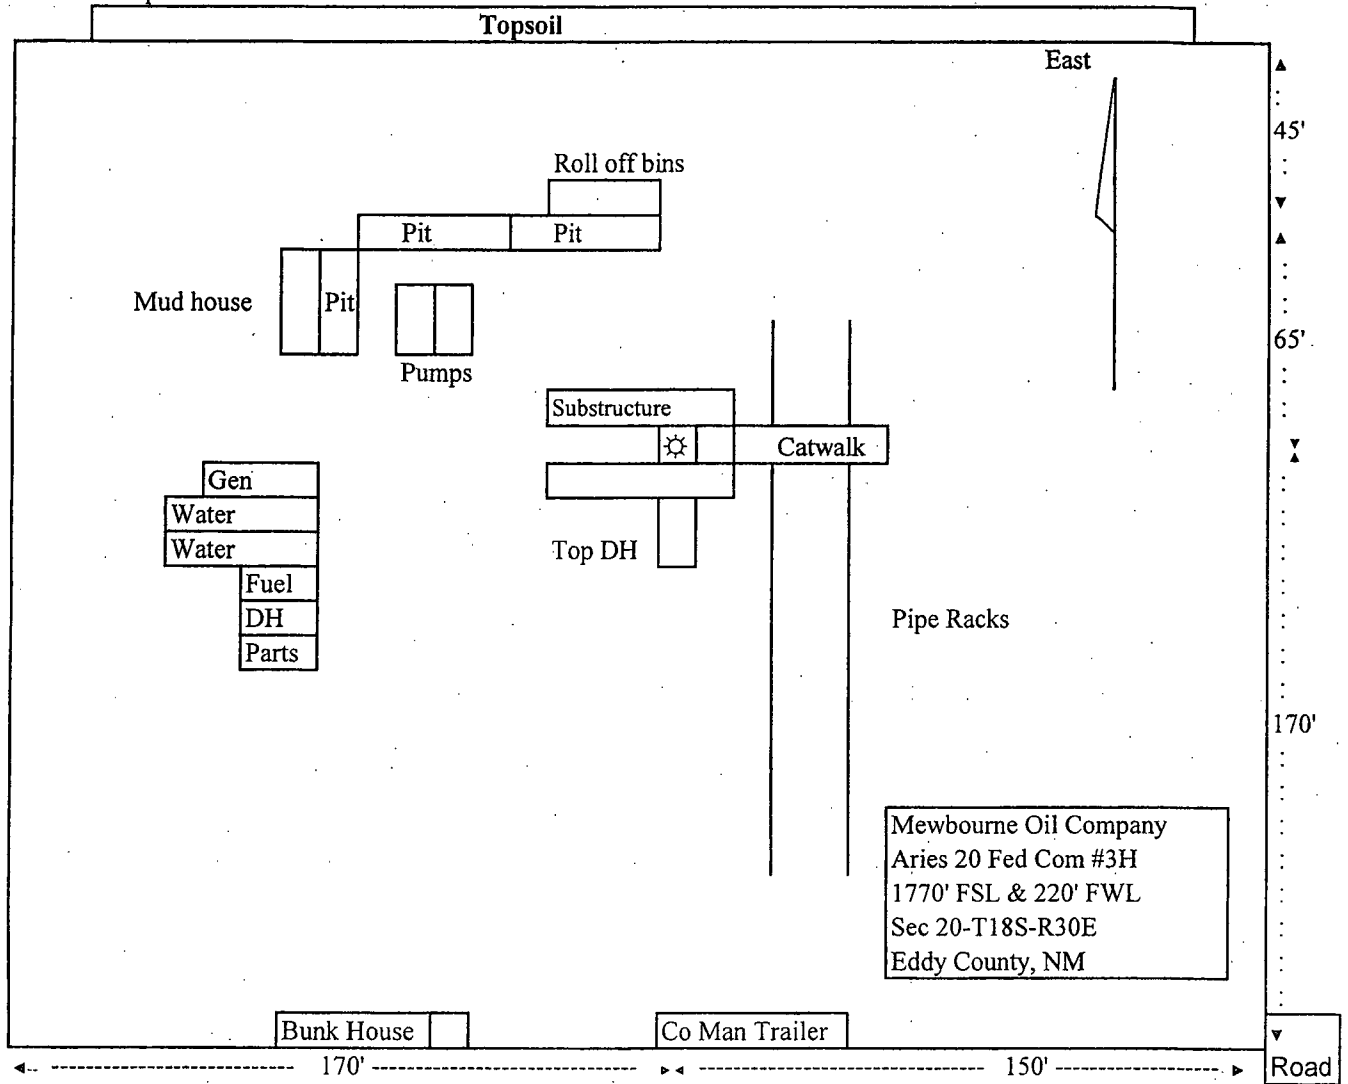 Topsoil
East
45'
Roll off bins
Pit
Pit
Mud house
Pit
65'
Pumps
Substructure
Catwalk
Gen
Water
Water
Top DH
Fuel
DH
Pipe Racks
Parts
170'
Mewbourne Oil Company
Aries 20 Fed Com #3H
1770' FSL & 220' FWL
Sec 20-T18S-R30E
Eddy County, NM
Bunk House
Co Man Trailer
170'
150'
Road